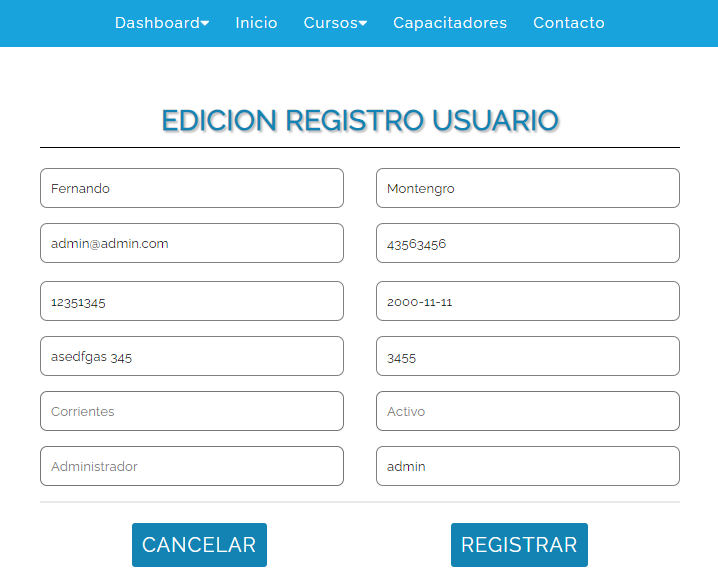 Dashboard Inicio Cursos Capacitadores Contacto
EDICION REGISTRO USUARIO
Fernando Montengro
admin@admin.com 43563456
12351345 2000-11-11
asedfgas 345 3455
Corrientes Activo
Administrador admin
CANCELAR REGISTRAR